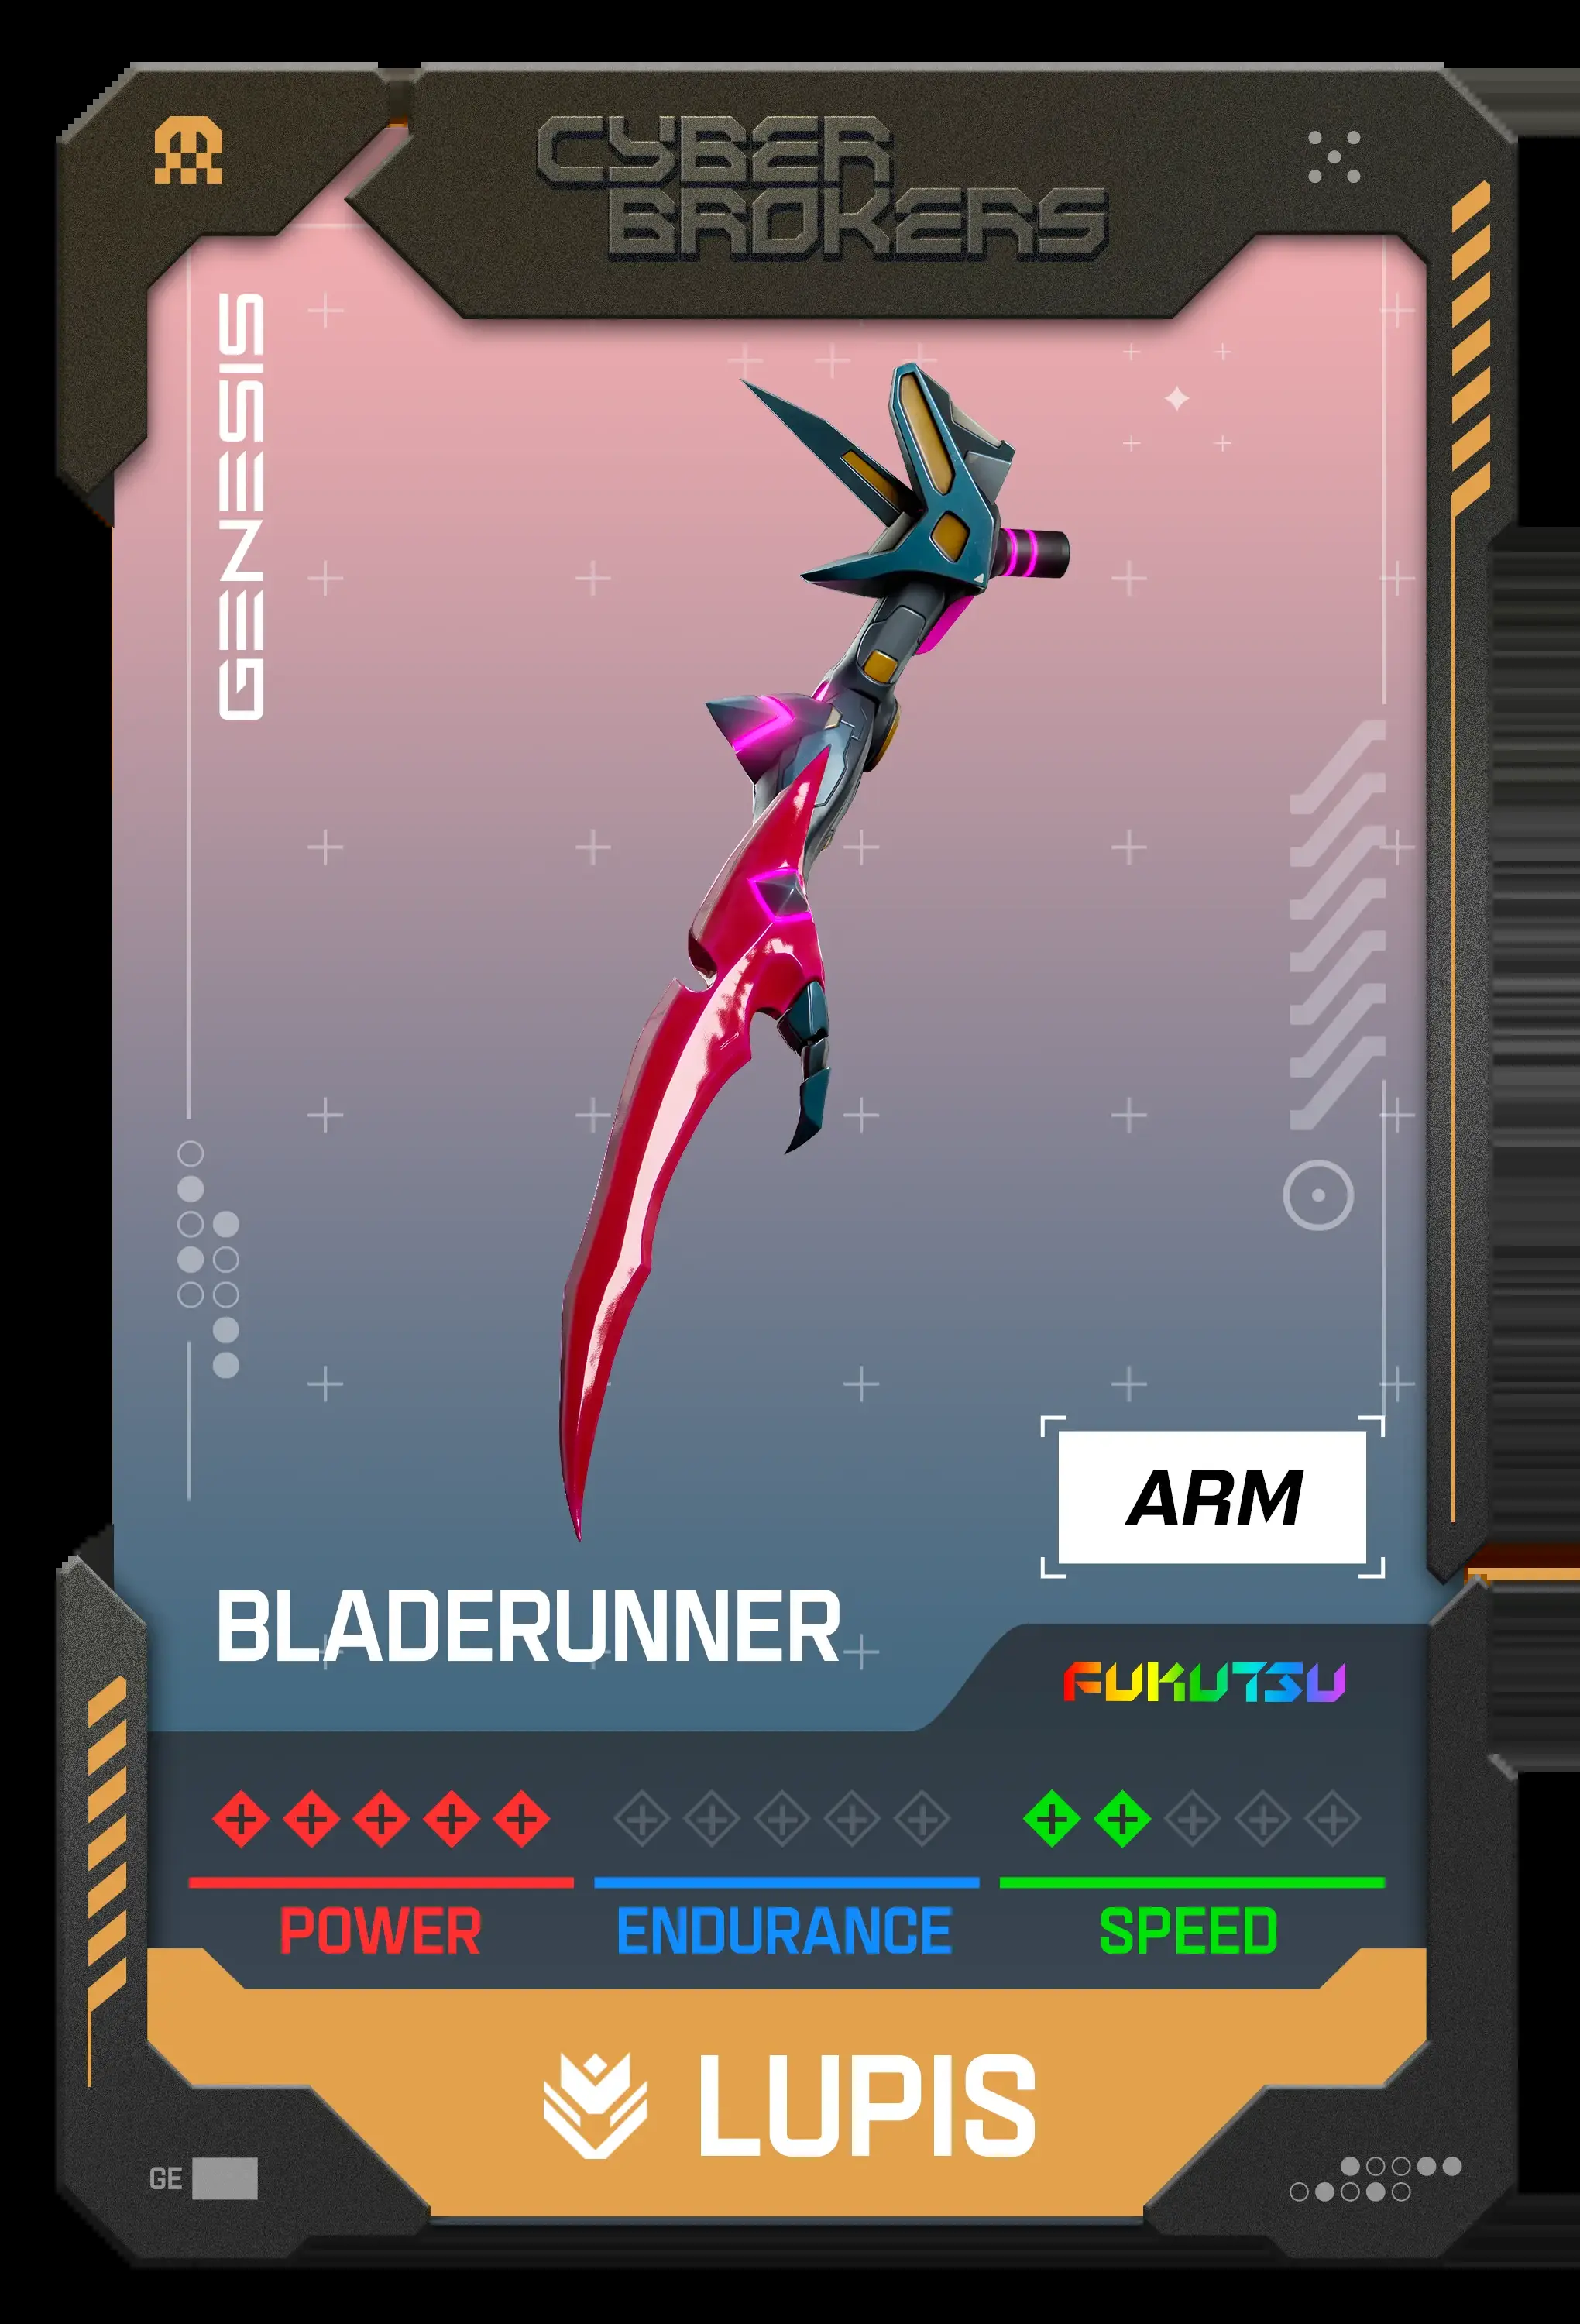 CYBER
BROKERS
GENESIS
ARM
BLADERUNNER
FUKUTSU
POWER
ENDURANCE
SPEED
LUPIS
GE